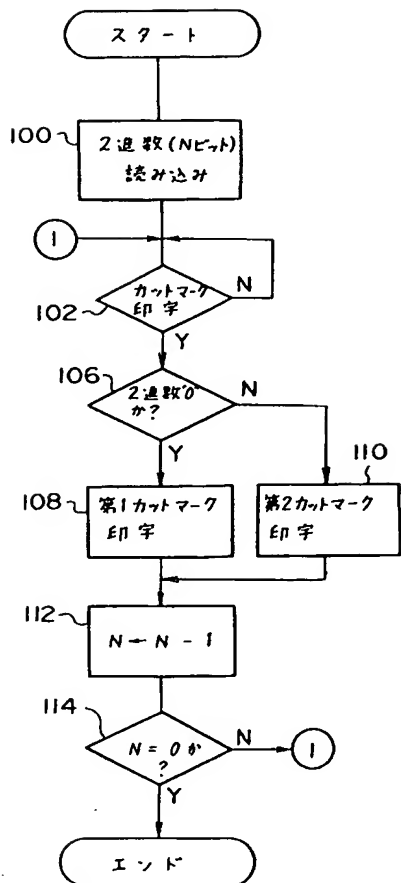 スタート
100
2進数(Nビット)
読み込み
1
カットマーク
印字
N
102
Y
106
2進数"0"
か?
N
Y
110
108
第1カットマーク
印字
第2カットマーク
印字
112
N ← N - 1
114
N = 0 か
?
N
1
Y
エンド